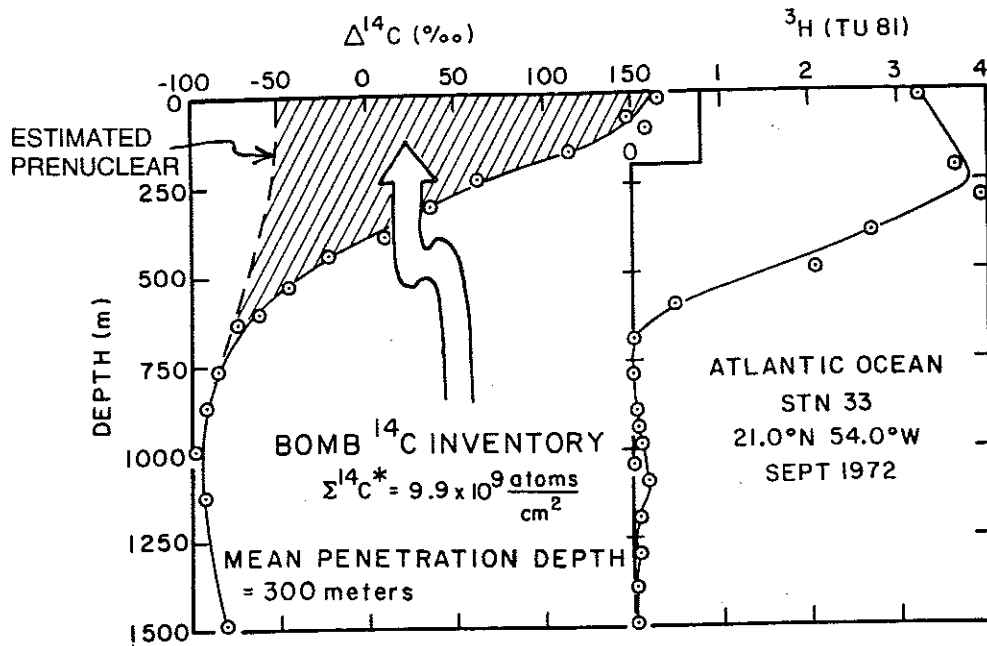 Δ¹⁴C (‰)
³H (TU 81)
-100 -50 0 50 100 150 1 2 3 4
0
ESTIMATED
PRENUCLEAR
0
250
500
DEPTH (m)
750
ATLANTIC OCEAN
STN 33
21.0°N 54.0°W
SEPT 1972
BOMB ¹⁴C INVENTORY
Σ¹⁴C* = 9.9 x 10⁹ atoms
cm²
1000
1250
MEAN PENETRATION DEPTH
= 300 meters
1500